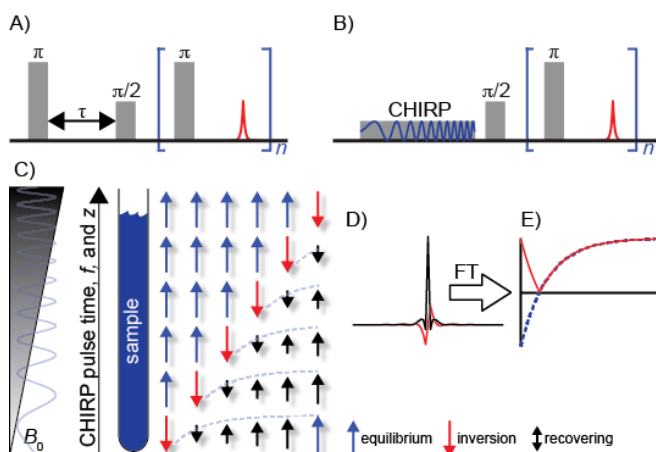 A)
π
τ
π/2
π
n
B)
CHIRP
π/2
π
n
C)
B0
CHIRP pulse time, f, and z
sample
D)
FT
E)
equilibrium
inversion
recovering